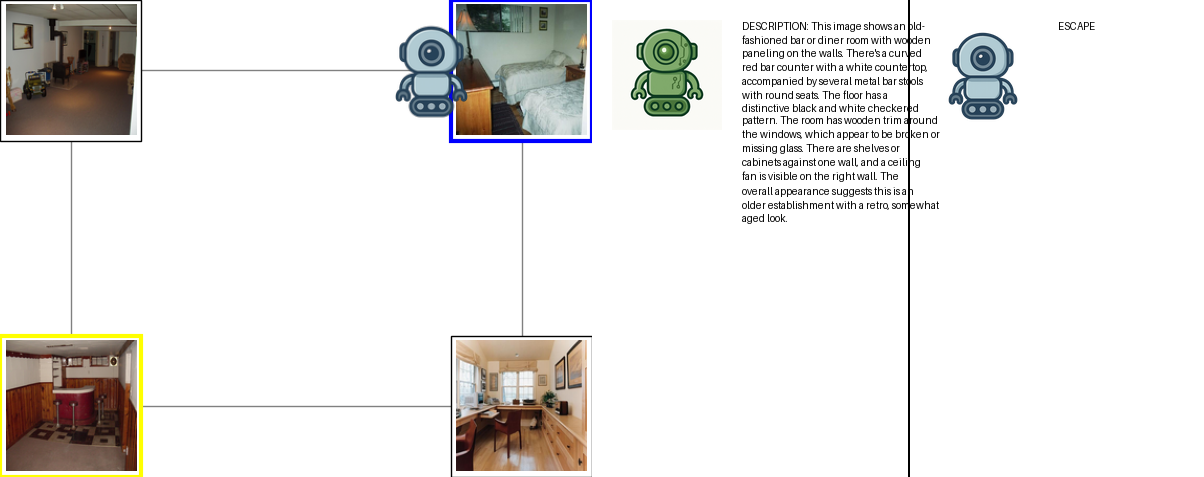 DESCRIPTION: This image shows an old-
fashioned bar or diner room with wooden
paneling on the walls. There's a curved
red bar counter with a white countertop,
accompanied by several metal bar stools
with round seats. The floor has a
distinctive black and white checkered
pattern. The room has wooden trim around
the windows, which appear to be broken or
missing glass. There are shelves or
cabinets against one wall, and a ceiling
fan is visible on the right wall. The
overall appearance suggests this is an
older establishment with a retro, somewhat
aged look.
ESCAPE